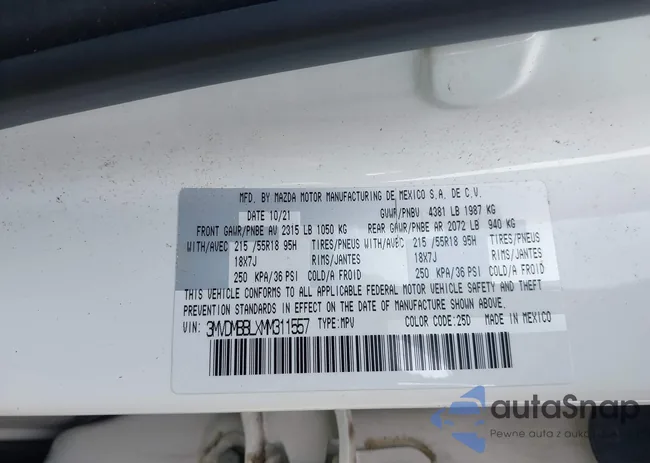 MFD. BY MAZDA MOTOR MANUFACTURING DE MEXICO S.A. DE C.V.
DATE 10/21 GVWR/PNBV 4381 LB 1987 KG
FRONT GAWR/PNBE AV 2315 LB 1050 KG REAR GAWR/PNBE AR 2072 LB 940 KG
WITH/AVEC 215 /55R18 95H TIRES/PNEUS WITH/AVEC 215 /55R18 95H TIRES/PNEUS
18X7J RIMS/JANTES 18X7J RIMS/JANTES
250 KPA/36 PSI COLD/A FROID 250 KPA/36 PSI COLD/A FROID
THIS VEHICLE CONFORMS TO ALL APPLICABLE FEDERAL MOTOR VEHICLE SAFETY AND THEFT
PREVENTION STANDARDS IN EFFECT ON THE DATE OF MANUFACTURE SHOWN ABOVE.
VIN: 3MVDMBBLXMM311557 TYPE: MPV COLOR CODE: 25D MADE IN MEXICO
autaSnap
Pewne auta z aukcji